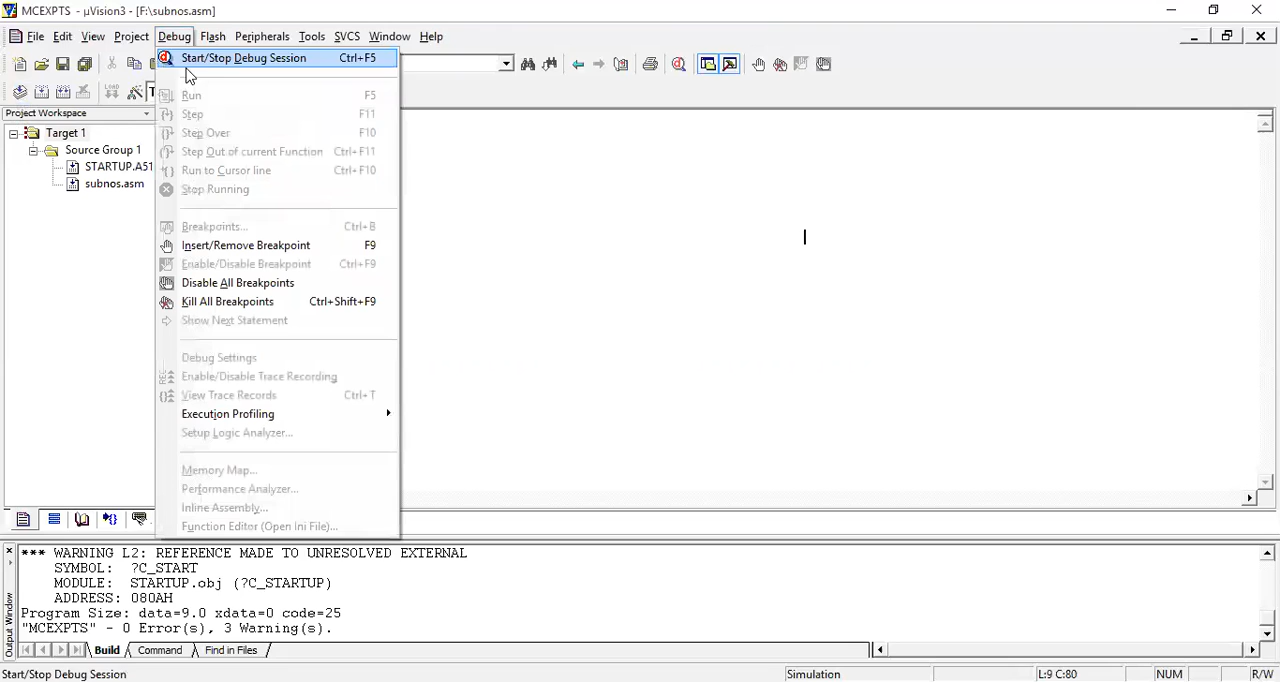 MCEXPTS - µVision3 - [F:\subnos.asm]
File Edit View Project Debug Flash Peripherals Tools SVCS Window Help
Start/Stop Debug Session Ctrl+F5
Project Workspace
Run F5
Step F11
Target 1
Step Over F10
Source Group 1
Step Out of current Function Ctrl+F11
STARTUP.A51
Run to Cursor line Ctrl+F10
subnos.asm
Stop Running
Breakpoints... Ctrl+B
Insert/Remove Breakpoint F9
Enable/Disable Breakpoint Ctrl+F9
Disable All Breakpoints
Kill All Breakpoints Ctrl+Shift+F9
Show Next Statement
Debug Settings
Enable/Disable Trace Recording
View Trace Records Ctrl+T
Execution Profiling
Setup Logic Analyzer...
Memory Map...
Performance Analyzer...
Inline Assembly...
Function Editor (Open Ini File)...
*** WARNING L2: REFERENCE MADE TO UNRESOLVED EXTERNAL
SYMBOL: ?C_START
MODULE: STARTUP.obj (?C_STARTUP)
ADDRESS: 080AH
Program Size: data=9.0 xdata=0 code=25
"MCEXPTS" - 0 Error(s), 3 Warning(s).
Output Window
Build Command Find in Files
Start/Stop Debug Session Simulation L:9 C:80 NUM R/W